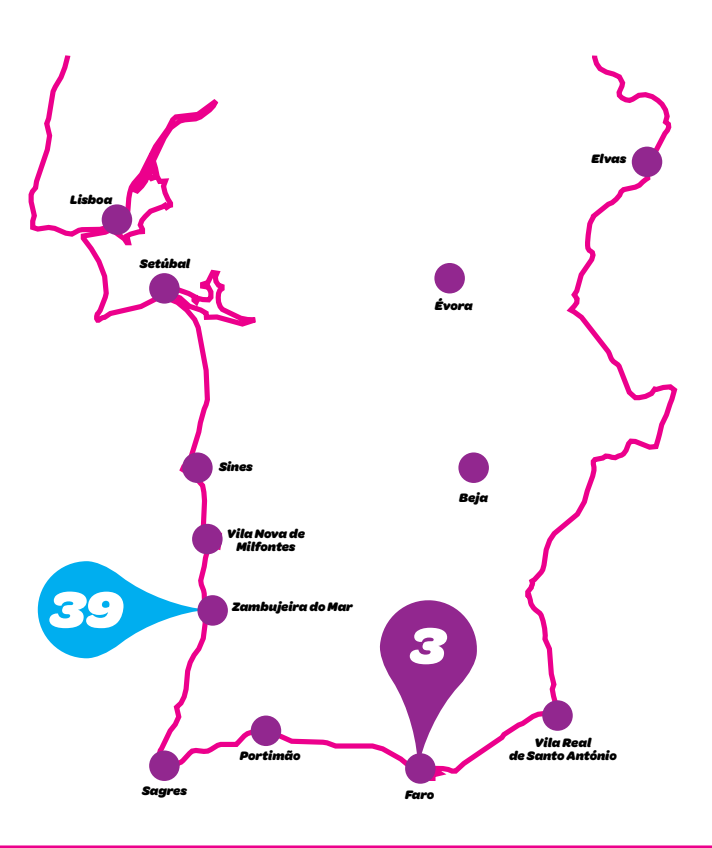 Elvas
Lisboa
Setúbal
Évora
Sines
Beja
Vila Nova de
Milfontes
39
Zambujeira do Mar
3
Vila Real
de Santo António
Portimão
Sagres
Faro